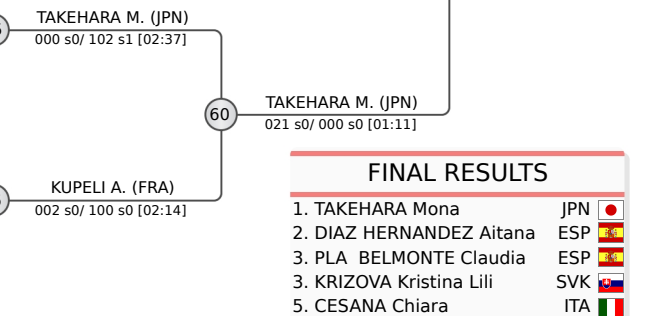 TAKEHARA M. (JPN)
000 s0/ 102 s1 [02:37]
60
TAKEHARA M. (JPN)
021 s0/ 000 s0 [01:11]
KUPELI A. (FRA)
002 s0/ 100 s0 [02:14]
FINAL RESULTS
1. TAKEHARA Mona JPN
2. DIAZ HERNANDEZ Aitana ESP
3. PLA  BELMONTE Claudia ESP
3. KRIZOVA Kristina Lili SVK
5. CESANA Chiara ITA